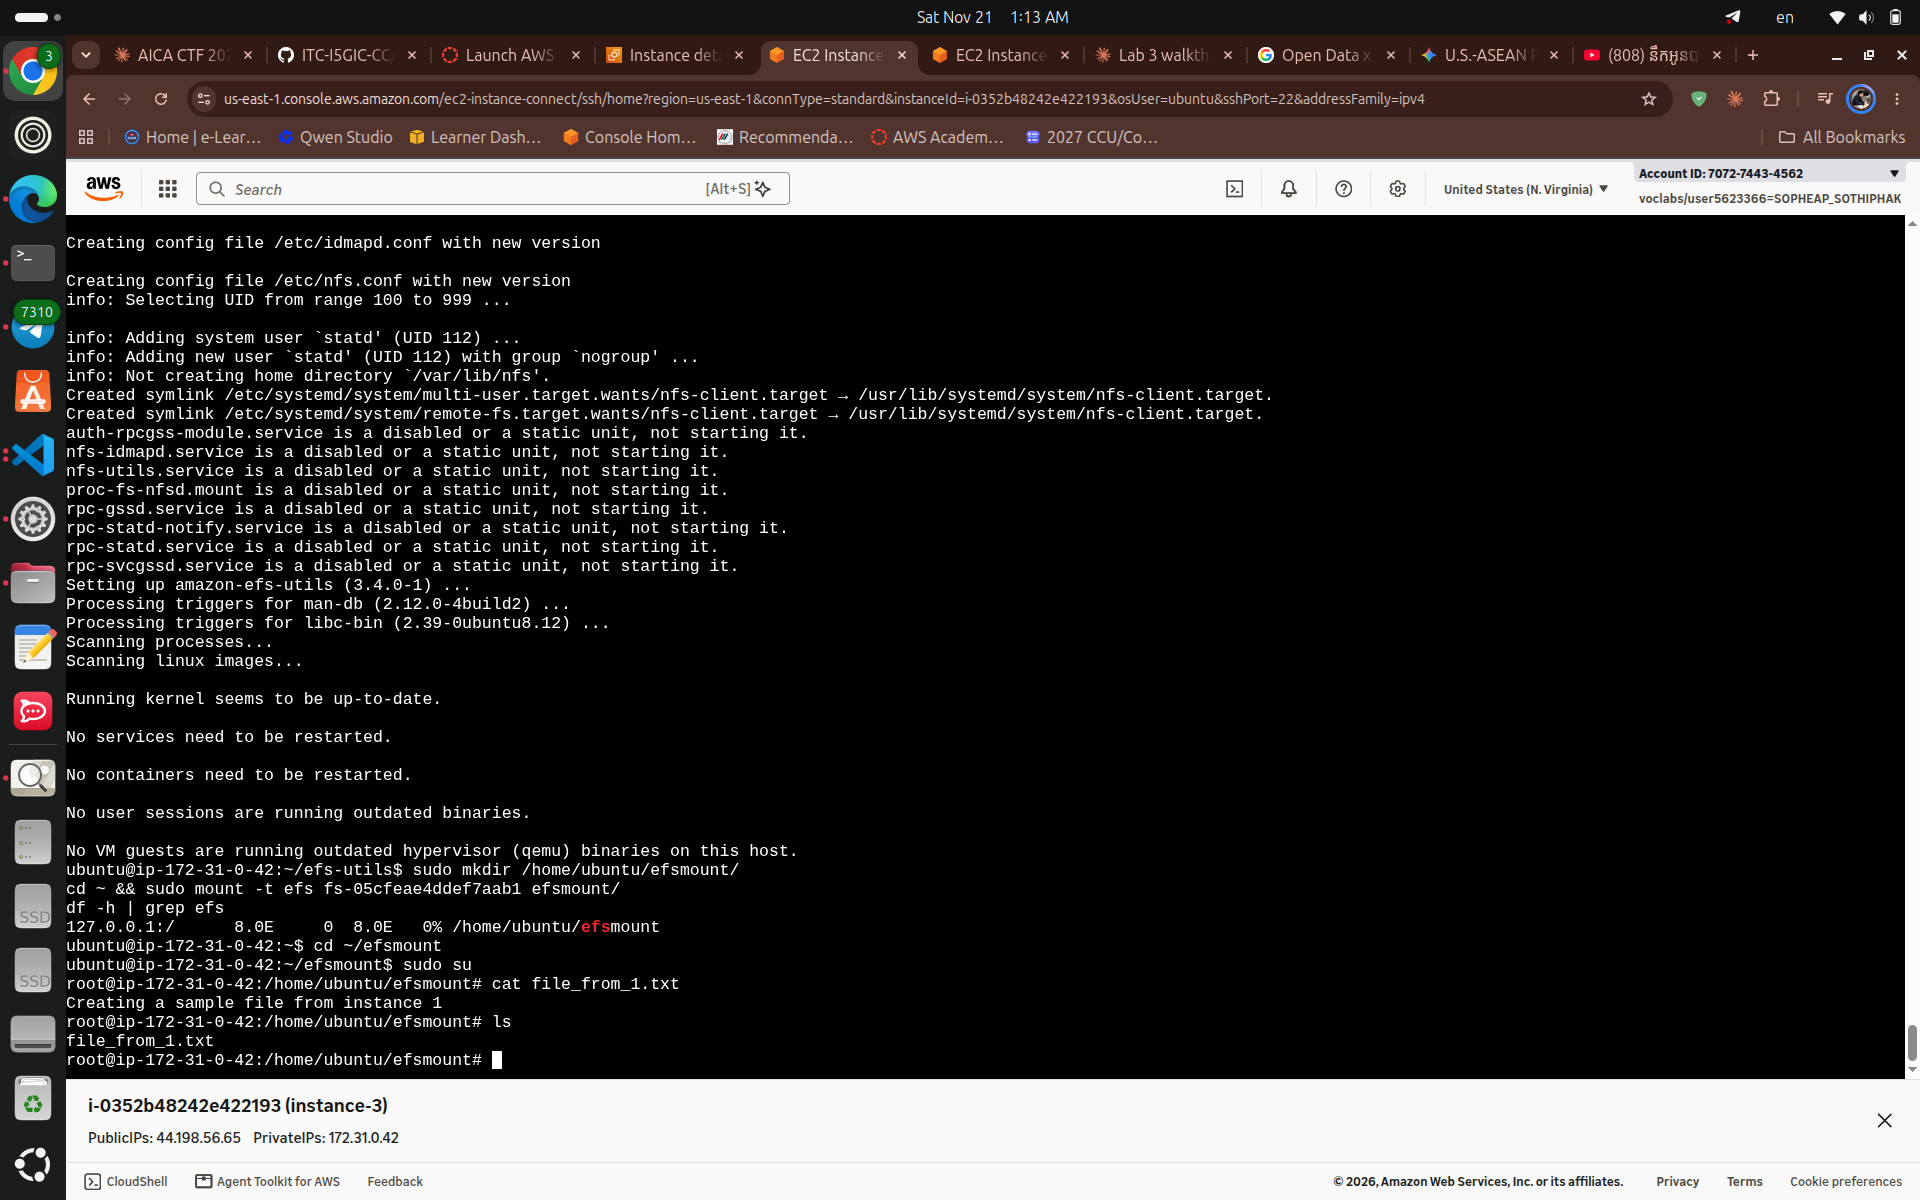 Sat Nov 21 1:13 AM
en
3
7310
SSD
SSD
AICA CTF 202
ITC-I5GIC-CC
Launch AWS
Instance det
EC2 Instance
EC2 Instance
Lab 3 walkth
Open Data x
U.S.-ASEAN
(808)
us-east-1.console.aws.amazon.com/ec2-instance-connect/ssh/home?region=us-east-1&connType=standard&instanceId=i-0352b48242e422193&osUser=ubuntu&sshPort=22&addressFamily=ipv4
Home | e-Lear…
Qwen Studio
Learner Dash…
Console Hom…
Recommenda…
AWS Academ…
2027 CCU/Co…
All Bookmarks
aws
Search
[Alt+S]
United States (N. Virginia)
Account ID: 7072-7443-4562
voclabs/user5623366=SOPHEAP_SOTHIPHAK
Creating config file /etc/idmapd.conf with new version
Creating config file /etc/nfs.conf with new version
info: Selecting UID from range 100 to 999 ...
info: Adding system user `statd' (UID 112) ...
info: Adding new user `statd' (UID 112) with group `nogroup' ...
info: Not creating home directory `/var/lib/nfs'.
Created symlink /etc/systemd/system/multi-user.target.wants/nfs-client.target → /usr/lib/systemd/system/nfs-client.target.
Created symlink /etc/systemd/system/remote-fs.target.wants/nfs-client.target → /usr/lib/systemd/system/nfs-client.target.
auth-rpcgss-module.service is a disabled or a static unit, not starting it.
nfs-idmapd.service is a disabled or a static unit, not starting it.
nfs-utils.service is a disabled or a static unit, not starting it.
proc-fs-nfsd.mount is a disabled or a static unit, not starting it.
rpc-gssd.service is a disabled or a static unit, not starting it.
rpc-statd-notify.service is a disabled or a static unit, not starting it.
rpc-statd.service is a disabled or a static unit, not starting it.
rpc-svcgssd.service is a disabled or a static unit, not starting it.
Setting up amazon-efs-utils (3.4.0-1) ...
Processing triggers for man-db (2.12.0-4build2) ...
Processing triggers for libc-bin (2.39-0ubuntu8.12) ...
Scanning processes...
Scanning linux images...
Running kernel seems to be up-to-date.
No services need to be restarted.
No containers need to be restarted.
No user sessions are running outdated binaries.
No VM guests are running outdated hypervisor (qemu) binaries on this host.
ubuntu@ip-172-31-0-42:~/efs-utils$ sudo mkdir /home/ubuntu/efsmount/
cd ~ && sudo mount -t efs fs-05cfeae4ddef7aab1 efsmount/
df -h | grep efs
127.0.0.1:/ 8.0E 0 8.0E 0% /home/ubuntu/efsmount
ubuntu@ip-172-31-0-42:~$ cd ~/efsmount
ubuntu@ip-172-31-0-42:~/efsmount$ sudo su
root@ip-172-31-0-42:/home/ubuntu/efsmount# cat file_from_1.txt
Creating a sample file from instance 1
root@ip-172-31-0-42:/home/ubuntu/efsmount# ls
file_from_1.txt
root@ip-172-31-0-42:/home/ubuntu/efsmount#
i-0352b48242e422193 (instance-3)
PublicIPs: 44.198.56.65 PrivateIPs: 172.31.0.42
CloudShell
Agent Toolkit for AWS
Feedback
© 2026, Amazon Web Services, Inc. or its affiliates.
Privacy
Terms
Cookie preferences